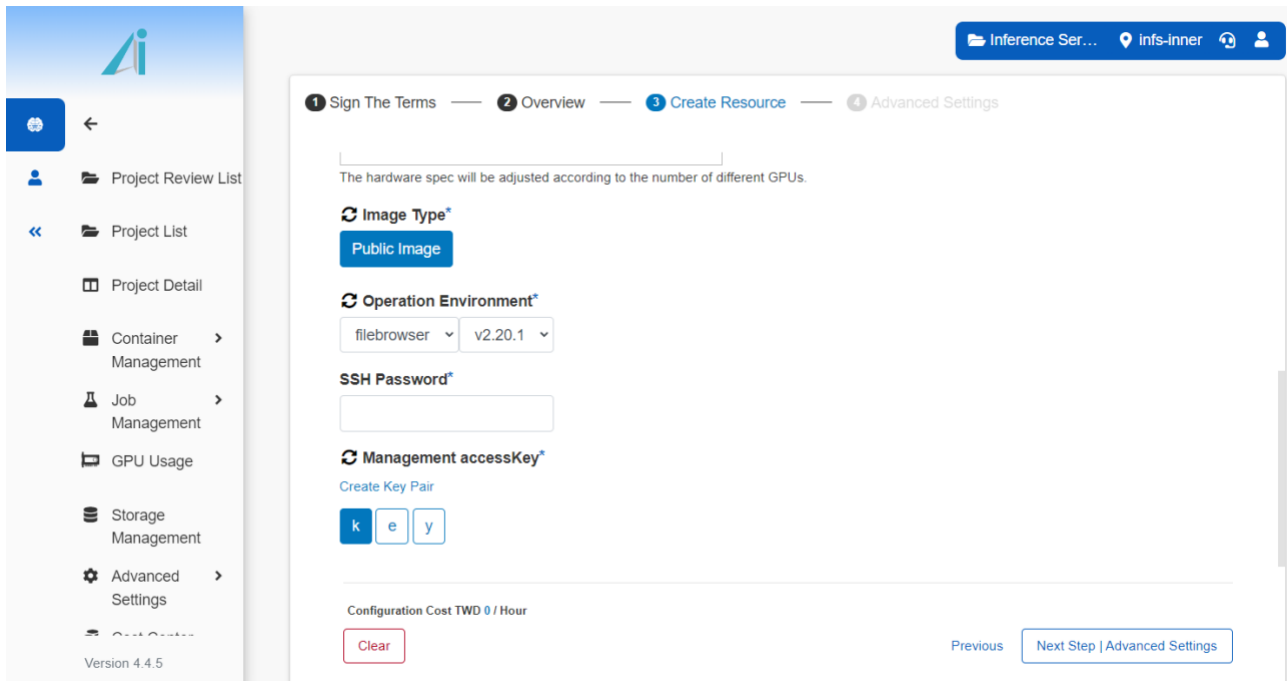 Ai
Inference Ser... infs-inner
1 Sign The Terms 2 Overview 3 Create Resource 4 Advanced Settings
Project Review List
Project List
Project Detail
Container
Management
Job
Management
GPU Usage
Storage
Management
Advanced
Settings
Cost Center
Version 4.4.5
The hardware spec will be adjusted according to the number of different GPUs.
Image Type*
Public Image
Operation Environment*
filebrowser v2.20.1
SSH Password*
Management accessKey*
Create Key Pair
k e y
Configuration Cost TWD 0 / Hour
Clear Previous Next Step | Advanced Settings